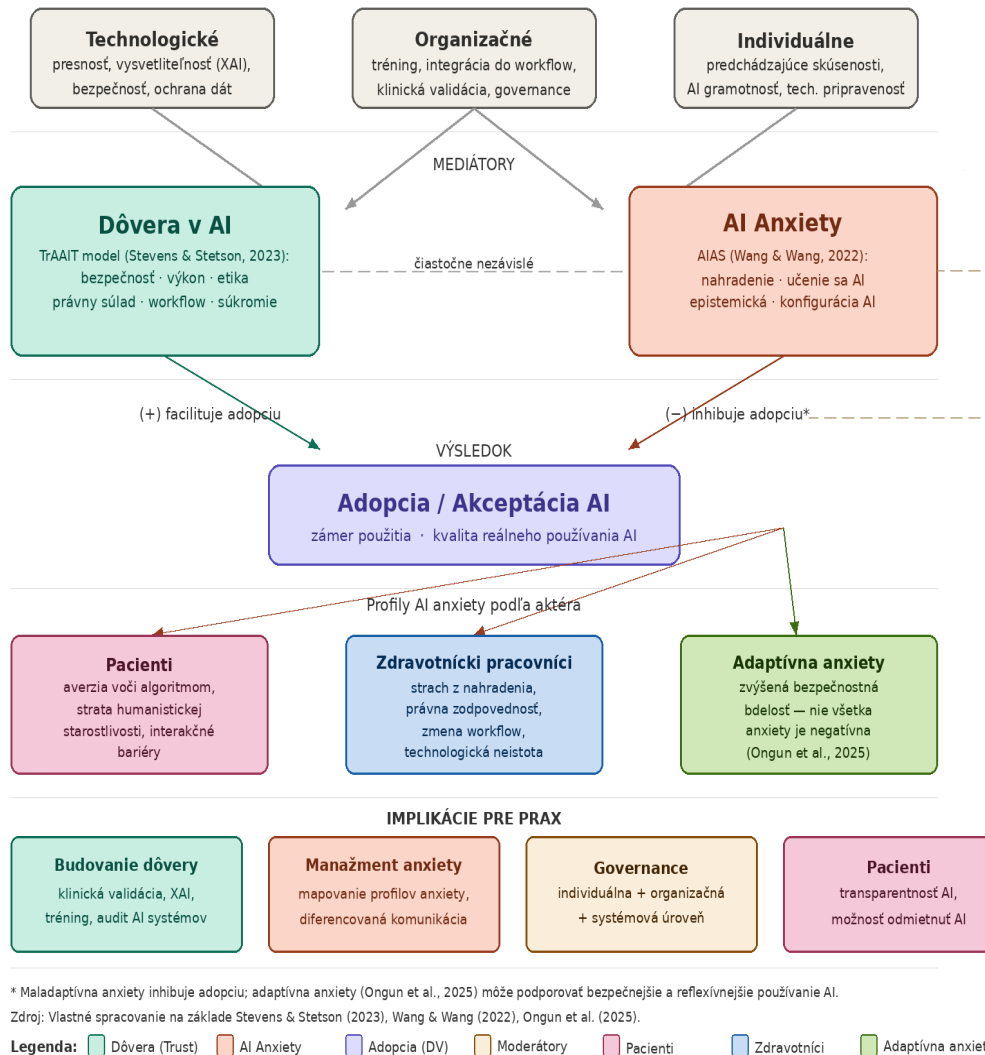 Technologické
presnosť, vysvetliteľnosť (XAI),
bezpečnosť, ochrana dát
Organizačné
tréning, integrácia do workflow,
klinická validácia, governance
Individuálne
predchádzajúce skúsenosti,
AI gramotnosť, tech. pripravenosť
MEDIÁTORY
Dôvera v AI
TrAAIT model (Stevens & Stetson, 2023):
bezpečnosť · výkon · etika
právny súlad · workflow · súkromie
čiastočne nezávislé
AI Anxiety
AIAS (Wang & Wang, 2022):
nahradenie · učenie sa AI
epistemická · konfigurácia AI
(+) facilituje adopciu
(−) inhibuje adopciu*
VÝSLEDOK
Adopcia / Akceptácia AI
zámer použitia · kvalita reálneho používania AI
Profily AI anxiety podľa aktéra
Pacienti
averzia voči algoritmom,
strata humanistickej
starostlivosti, interakčné
bariéry
Zdravotnícki pracovníci
strach z nahradenia,
právna zodpovednosť,
zmena workflow,
technologická neistota
Adaptívna anxiety
zvýšená bezpečnostná
bdelosť — nie všetka
anxiety je negatívna
(Ongun et al., 2025)
IMPLIKÁCIE PRE PRAX
Budovanie dôvery
klinická validácia, XAI,
tréning, audit AI systémov
Manažment anxiety
mapovanie profilov anxiety,
diferencovaná komunikácia
Governance
individuálna + organizačná
+ systémová úroveň
Pacienti
transparentnosť AI,
možnosť odmietnuť AI
* Maladaptívna anxiety inhibuje adopciu; adaptívna anxiety (Ongun et al., 2025) môže podporovať bezpečnejšie a reflexívnejšie používanie AI.
Zdroj: Vlastné spracovanie na základe Stevens & Stetson (2023), Wang & Wang (2022), Ongun et al. (2025).
Legenda: Dôvera (Trust) AI Anxiety Adopcia (DV) Moderátory Pacienti Zdravotníci Adaptívna anxiet